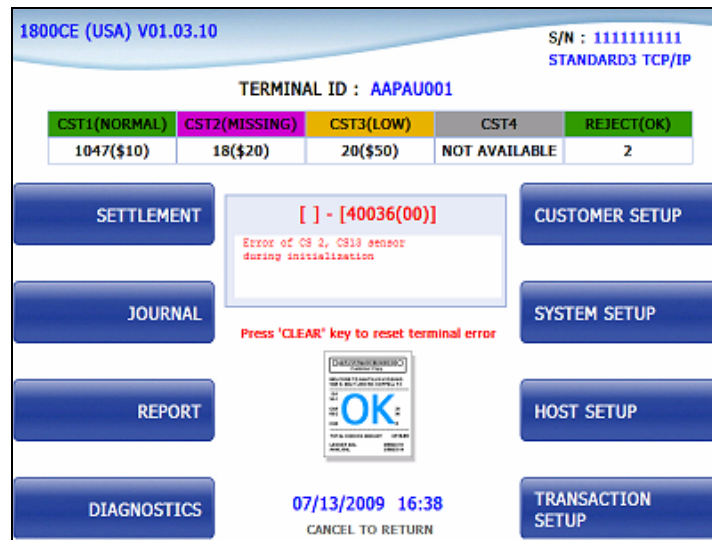 1800CE (USA) V01.03.10
S/N : 1111111111
STANDARD3 TCP/IP
TERMINAL ID : AAPAU001
CST1(NORMAL) CST2(MISSING) CST3(LOW) CST4 REJECT(OK)
1047($10) 18($20) 20($50) NOT AVAILABLE 2
SETTLEMENT
[ ] - [40036(00)]
CUSTOMER SETUP
Error of CS 2, CS13 sensor
during initialization
JOURNAL
SYSTEM SETUP
Press 'CLEAR' key to reset terminal error
REPORT
OK
HOST SETUP
DIAGNOSTICS
07/13/2009 16:38
TRANSACTION
SETUP
CANCEL TO RETURN